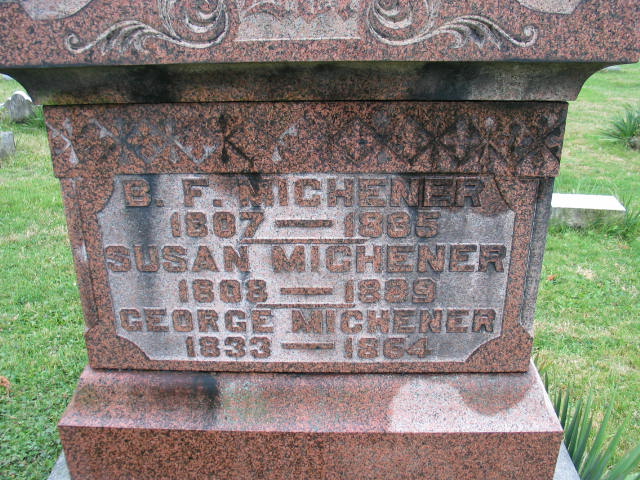 B. F. MICHENER
1807 — 1885
SUSAN MICHENER
1808 — 1889
GEORGE MICHENER
1833 — 1864